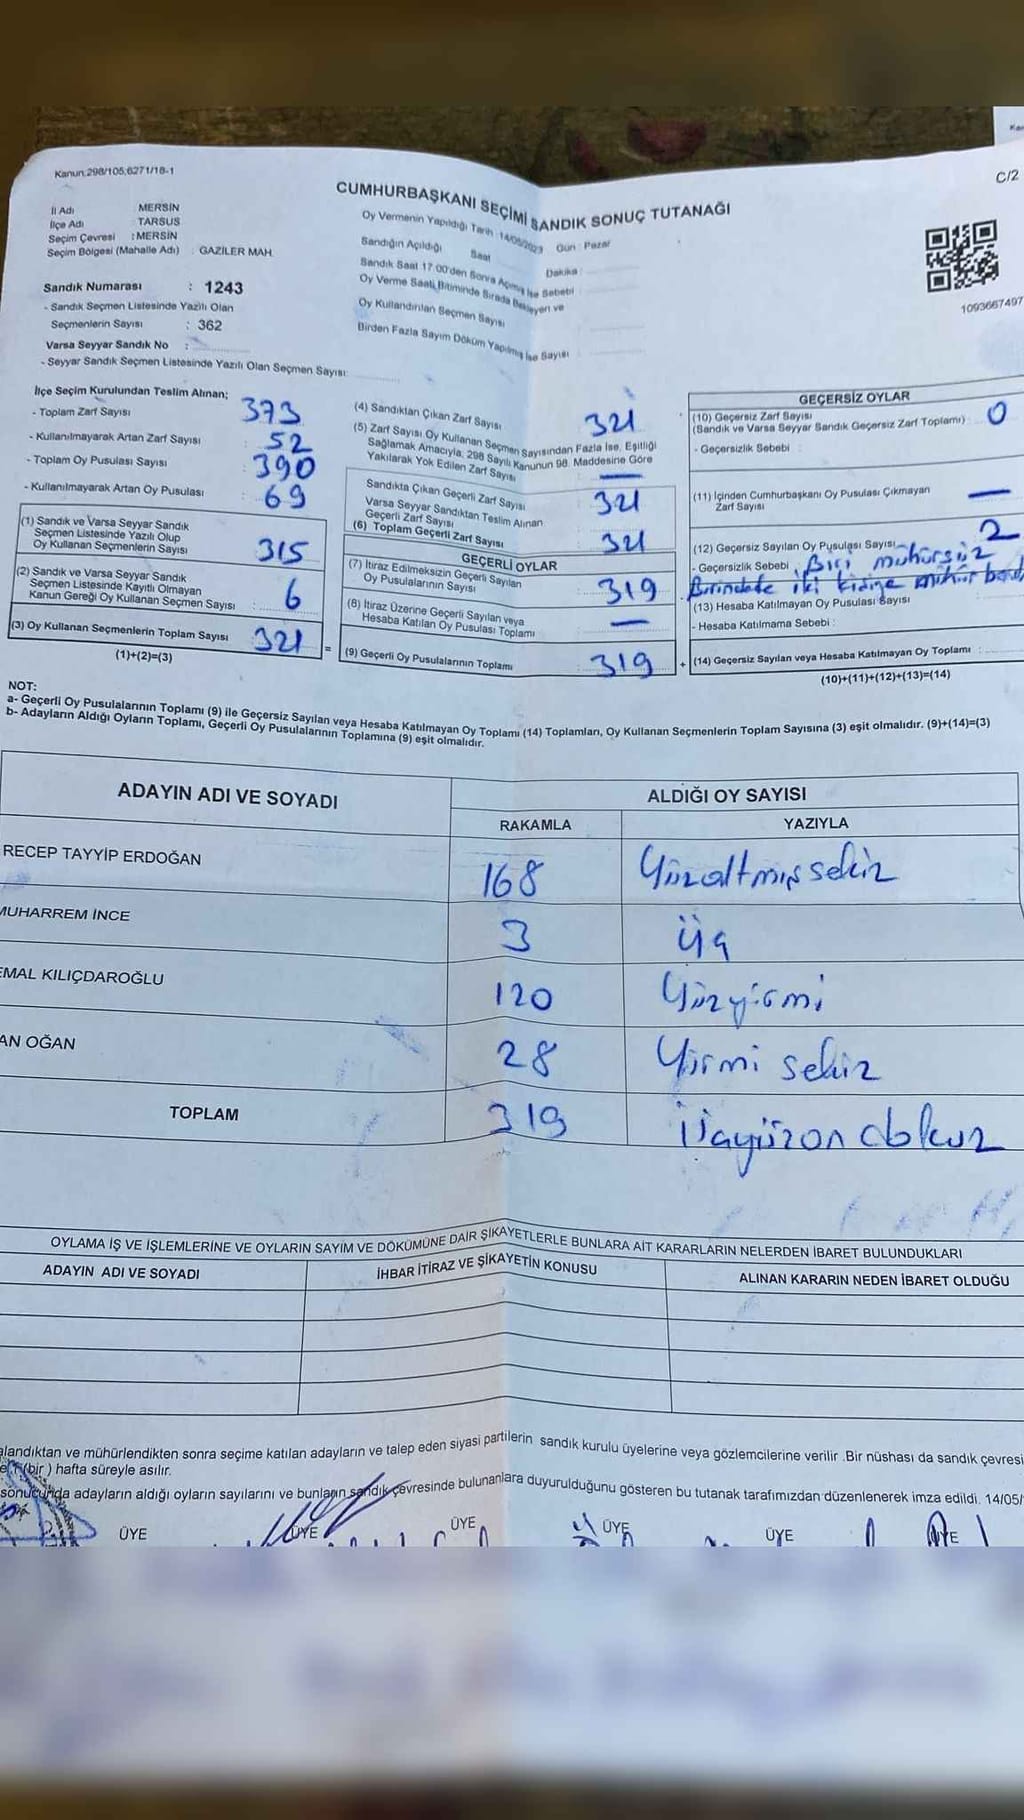 Kanun;298/105,6271/18-1
C/2
CUMHURBAŞKANI SEÇİMİ SANDIK SONUÇ TUTANAĞI
İl Adı MERSİN
İlçe Adı : TARSUS
Seçim Çevresi : MERSİN
Seçim Bölgesi (Mahalle Adı) : GAZİLER MAH.
Oy Vermenin Yapıldığı Tarih : 14/05/2023 Gün : Pazar
Sandığın Açıldığı Saat Dakika :
Sandık Saat 17.00'den Sonra Açılmış İse Sebebi
Oy Verme Saati Bitiminde Sırada Bekleyen ve
Oy Kullandırılan Seçmen Sayısı
Birden Fazla Sayım Döküm Yapılmış İse Sayısı
1093667497
Sandık Numarası : 1243
- Sandık Seçmen Listesinde Yazılı Olan
Seçmenlerin Sayısı : 362
Varsa Seyyar Sandık No :
- Seyyar Sandık Seçmen Listesinde Yazılı Olan Seçmen Sayısı:
İlçe Seçim Kurulundan Teslim Alınan;
- Toplam Zarf Sayısı 373
- Kullanılmayarak Artan Zarf Sayısı : 52
- Toplam Oy Pusulası Sayısı 390
- Kullanılmayarak Artan Oy Pusulası : 69
(1) Sandık ve Varsa Seyyar Sandık
Seçmen Listesinde Yazılı Olup
Oy Kullanan Seçmenlerin Sayısı 315
(2) Sandık ve Varsa Seyyar Sandık
Seçmen Listesinde Kayıtlı Olmayan
Kanun Gereği Oy Kullanan Seçmen Sayısı : 6
(3) Oy Kullanan Seçmenlerin Toplam Sayısı 321
(1)+(2)=(3)
(4) Sandıktan Çıkan Zarf Sayısı 321
(5) Zarf Sayısı Oy Kullanan Seçmen Sayısından Fazla İse, Eşitliği
Sağlamak Amacıyla, 298 Sayılı Kanunun 98. Maddesine Göre
Yakılarak Yok Edilen Zarf Sayısı —
Sandıkta Çıkan Geçerli Zarf Sayısı 321
Varsa Seyyar Sandıktan Teslim Alınan
Geçerli Zarf Sayısı
(6) Toplam Geçerli Zarf Sayısı 321
GEÇERLİ OYLAR
(7) İtiraz Edilmeksizin Geçerli Sayılan
Oy Pusulalarının Sayısı : 319
(8) İtiraz Üzerine Geçerli Sayılan veya
Hesaba Katılan Oy Pusulası Toplamı —
(9) Geçerli Oy Pusulalarının Toplamı 319
GEÇERSİZ OYLAR
(10) Geçersiz Zarf Sayısı
(Sandık ve Varsa Seyyar Sandık Geçersiz Zarf Toplamı) : 0
- Geçersizlik Sebebi :
(11) İçinden Cumhurbaşkanı Oy Pusulası Çıkmayan
Zarf Sayısı —
(12) Geçersiz Sayılan Oy Pusulası Sayısı 2
- Geçersizlik Sebebi Biri mühürsüz
Birindede iki kişiye mühür
(13) Hesaba Katılmayan Oy Pusulası Sayısı
- Hesaba Katılmama Sebebi :
(14) Geçersiz Sayılan veya Hesaba Katılmayan Oy Toplamı :
(10)+(11)+(12)+(13)=(14)
NOT:
a- Geçerli Oy Pusulalarının Toplamı (9) ile Geçersiz Sayılan veya Hesaba Katılmayan Oy Toplamı (14) Toplamları, Oy Kullanan Seçmenlerin Toplam Sayısına (3) eşit olmalıdır. (9)+(14)=(3)
b- Adayların Aldığı Oyların Toplamı, Geçerli Oy Pusulalarının Toplamına (9) eşit olmalıdır.
ADAYIN ADI VE SOYADI ALDIĞI OY SAYISI
RAKAMLA YAZIYLA
RECEP TAYYİP ERDOĞAN 168 Yüzaltmışsekiz
MUHARREM İNCE 3 Üç
EMAL KILIÇDAROĞLU 120 Yüzyirmi
AN OĞAN 28 Yirmi sekiz
TOPLAM 319 Üçyüzon dokuz
OYLAMA İŞ VE İŞLEMLERİNE VE OYLARIN SAYIM VE DÖKÜMÜNE DAİR ŞİKAYETLERLE BUNLARA AİT KARARLARIN NELERDEN İBARET BULUNDUKLARI
ADAYIN ADI VE SOYADI İHBAR İTİRAZ VE ŞİKAYETİN KONUSU ALINAN KARARIN NEDEN İBARET OLDUĞU
alandıktan ve mühürlendikten sonra seçime katılan adayların ve talep eden siyasi partilerin sandık kurulu üyelerine veya gözlemcilerine verilir .Bir nüshası da sandık çevresi
(bir ) hafta süreyle asılır.
sonucunda adayların aldığı oyların sayılarını ve bunların sandık çevresinde bulunanlara duyurulduğunu gösteren bu tutanak tarafımızdan düzenlenerek imza edildi. 14/05/
ÜYE ÜYE ÜYE ÜYE ÜYE ÜYE